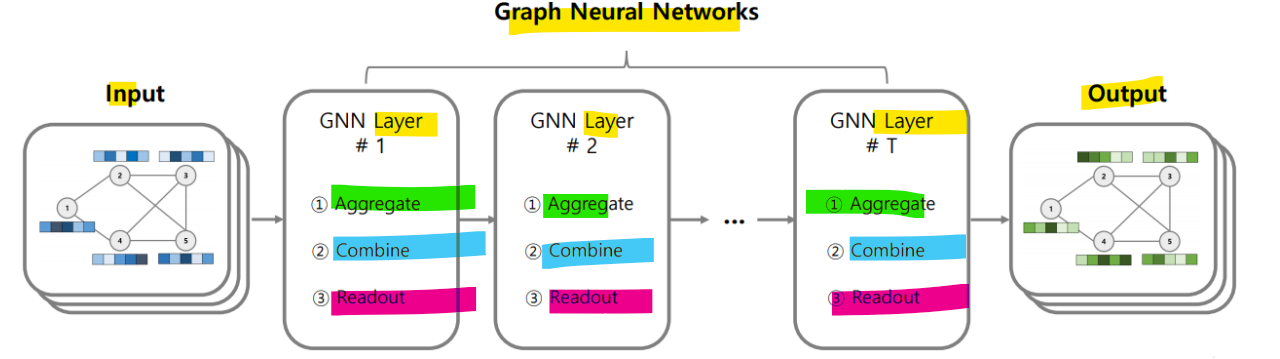 Graph Neural Networks
Input
1
2
3
4
5
GNN Layer
# 1
① Aggregate
② Combine
③ Readout
GNN Layer
# 2
① Aggregate
② Combine
③ Readout
...
GNN Layer
# T
① Aggregate
② Combine
③ Readout
Output
1
2
3
4
5